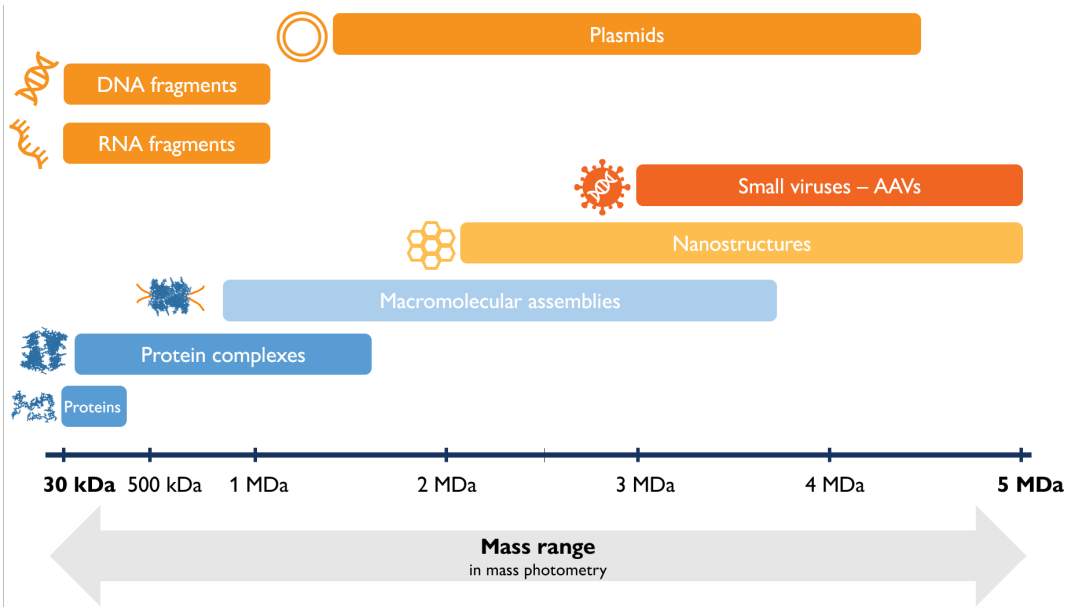 Plasmids
DNA fragments
RNA fragments
Small viruses – AAVs
Nanostructures
Macromolecular assemblies
Protein complexes
Proteins
30 kDa 500 kDa 1 MDa 2 MDa 3 MDa 4 MDa 5 MDa
Mass range
in mass photometry